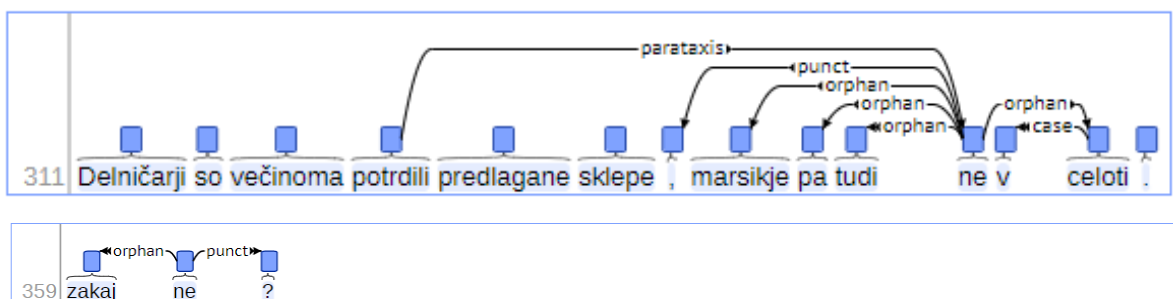 parataxis
punct
orphan
orphan
orphan
orphan
case
311 Delničarji so večinoma potrdili predlagane sklepe , marsikje pa tudi ne v celoti .
orphan punct
359 zakaj ne ?